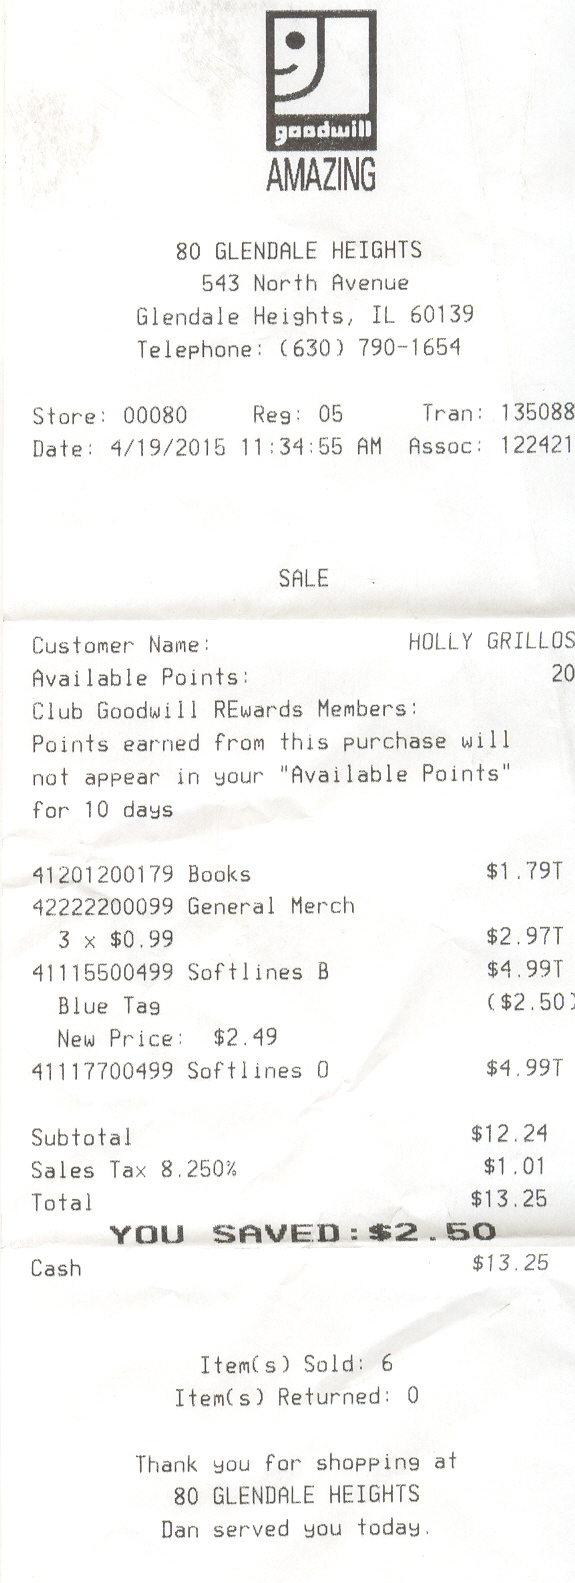 goodwill
AMAZING
80 GLENDALE HEIGHTS
543 North Avenue
Glendale Heights, IL 60139
Telephone: (630) 790-1654
Store: 00080 Reg: 05 Tran: 135088
Date: 4/19/2015 11:34:55 AM Assoc: 122421
SALE
Customer Name: HOLLY GRILLOS
Available Points: 20
Club Goodwill REwards Members:
Points earned from this purchase will
not appear in your "Available Points"
for 10 days
41201200179 Books $1.79T
42222200099 General Merch
3 x $0.99 $2.97T
41115500499 Softlines B $4.99T
Blue Tag ($2.50)
New Price: $2.49
41117700499 Softlines O $4.99T
Subtotal $12.24
Sales Tax 8.250% $1.01
Total $13.25
YOU SAVED:$2.50
Cash $13.25
Item(s) Sold: 6
Item(s) Returned: 0
Thank you for shopping at
80 GLENDALE HEIGHTS
Dan served you today.